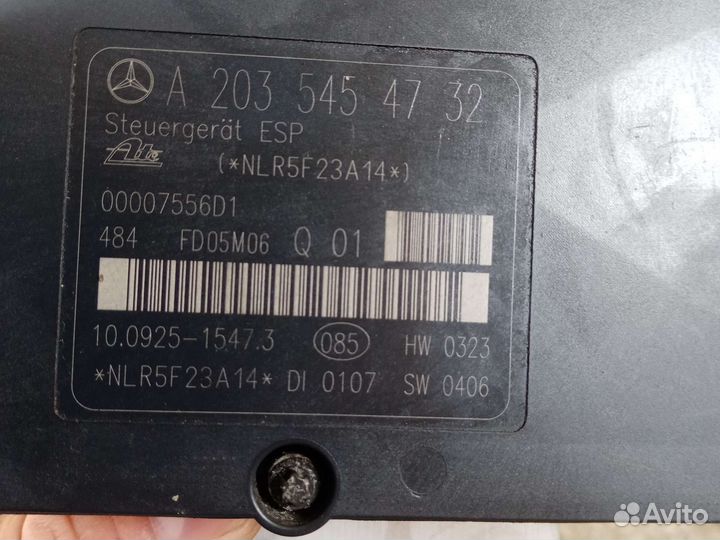 A 203 545 47 32
Steuergerät ESP
Ate (*NLR5F23A14*)
00007556D1
484 FD05M06 Q 01
10.0925-1547.3 085 HW 0323
*NLR5F23A14* DI 0107 SW 0406
Avito